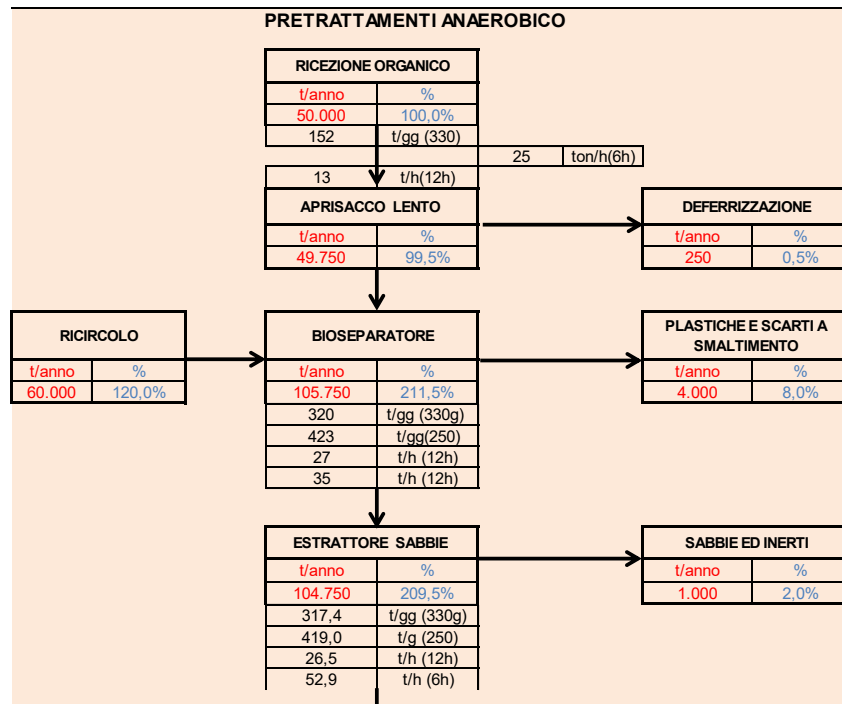 PRETRATTAMENTI ANAEROBICO
RICEZIONE ORGANICO
t/anno %
50.000 100,0%
152 t/gg (330)
25 ton/h(6h)
13 t/h(12h)
APRISACCO LENTO
t/anno %
49.750 99,5%
DEFERRIZZAZIONE
t/anno %
250 0,5%
RICIRCOLO
t/anno %
60.000 120,0%
BIOSEPARATORE
t/anno %
105.750 211,5%
320 t/gg (330g)
423 t/gg(250)
27 t/h (12h)
35 t/h (12h)
PLASTICHE E SCARTI A
SMALTIMENTO
t/anno %
4.000 8,0%
ESTRATTORE SABBIE
t/anno %
104.750 209,5%
317,4 t/gg (330g)
419,0 t/g (250)
26,5 t/h (12h)
52,9 t/h (6h)
SABBIE ED INERTI
t/anno %
1.000 2,0%